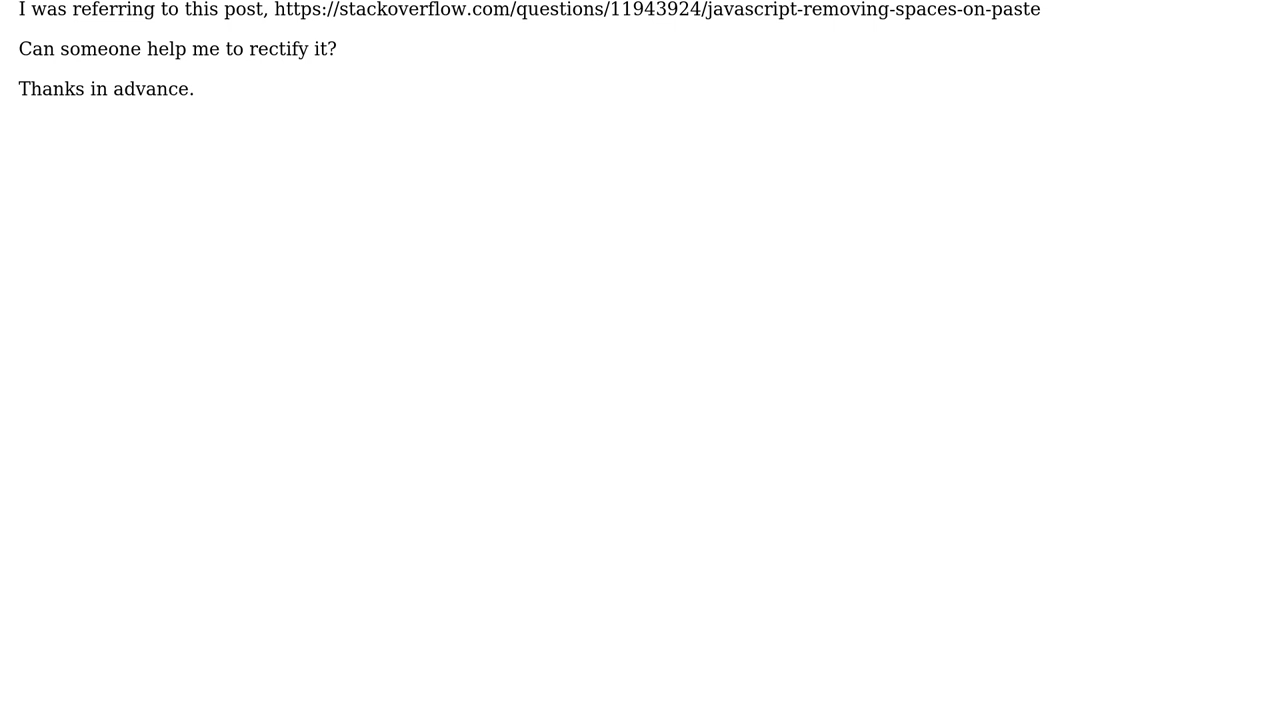 I was referring to this post, https://stackoverflow.com/questions/11943924/javascript-removing-spaces-on-paste
Can someone help me to rectify it?
Thanks in advance.